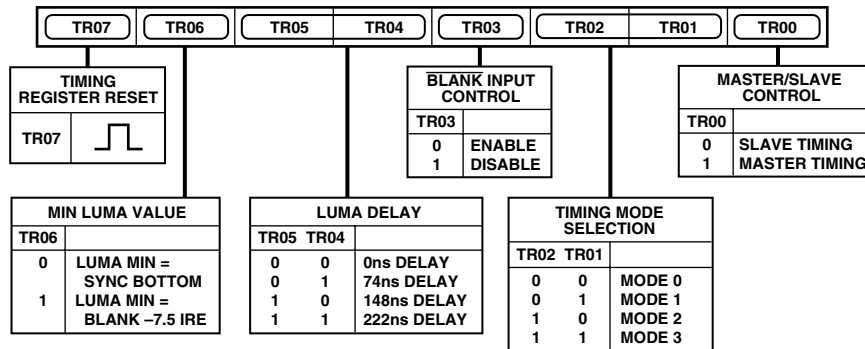 TR07 TR06 TR05 TR04 TR03 TR02 TR01 TR00
TIMING
REGISTER RESET
TR07
BLANK INPUT
CONTROL
TR03
0 ENABLE
1 DISABLE
MASTER/SLAVE
CONTROL
TR00
0 SLAVE TIMING
1 MASTER TIMING
MIN LUMA VALUE
TR06
0 LUMA MIN =
SYNC BOTTOM
1 LUMA MIN =
BLANK –7.5 IRE
LUMA DELAY
TR05 TR04
0 0 0ns DELAY
0 1 74ns DELAY
1 0 148ns DELAY
1 1 222ns DELAY
TIMING MODE
SELECTION
TR02 TR01
0 0 MODE 0
0 1 MODE 1
1 0 MODE 2
1 1 MODE 3